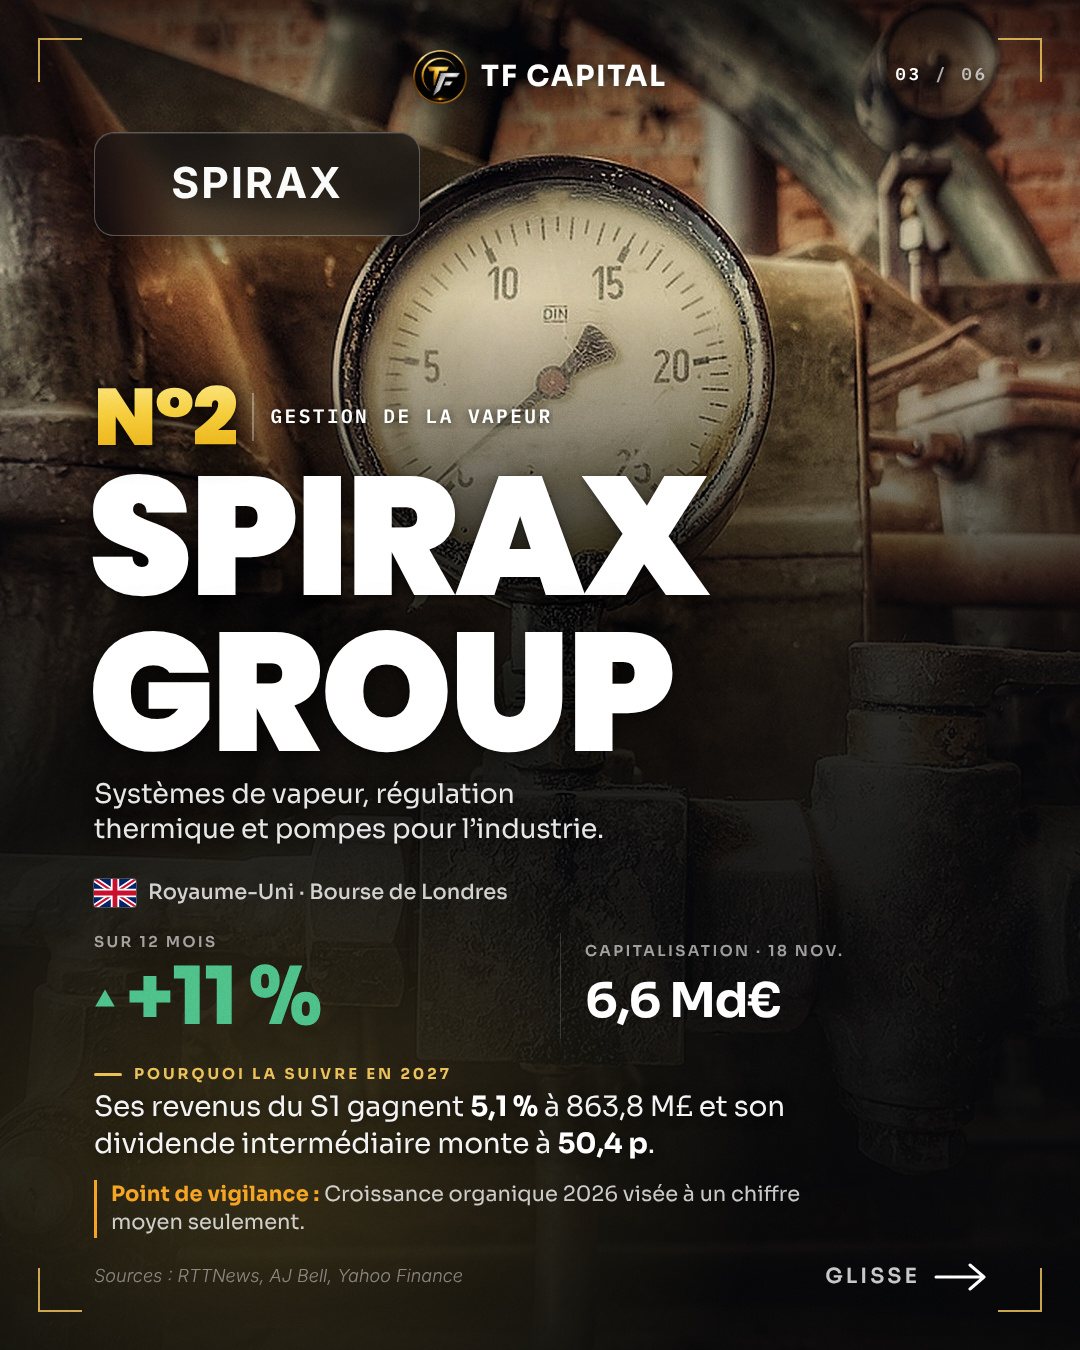 TF CAPITAL
03 / 06
SPIRAX
10
15
DIN
5
20
25
Nº2
GESTION DE LA VAPEUR
SPIRAX
GROUP
Systèmes de vapeur, régulation
thermique et pompes pour l’industrie.
Royaume-Uni · Bourse de Londres
SUR 12 MOIS
+11 %
CAPITALISATION · 18 NOV.
6,6 Md€
POURQUOI LA SUIVRE EN 2027
Ses revenus du S1 gagnent 5,1 % à 863,8 M£ et son
dividende intermédiaire monte à 50,4 p.
Point de vigilance : Croissance organique 2026 visée à un chiffre
moyen seulement.
Sources : RTTNews, AJ Bell, Yahoo Finance
GLISSE